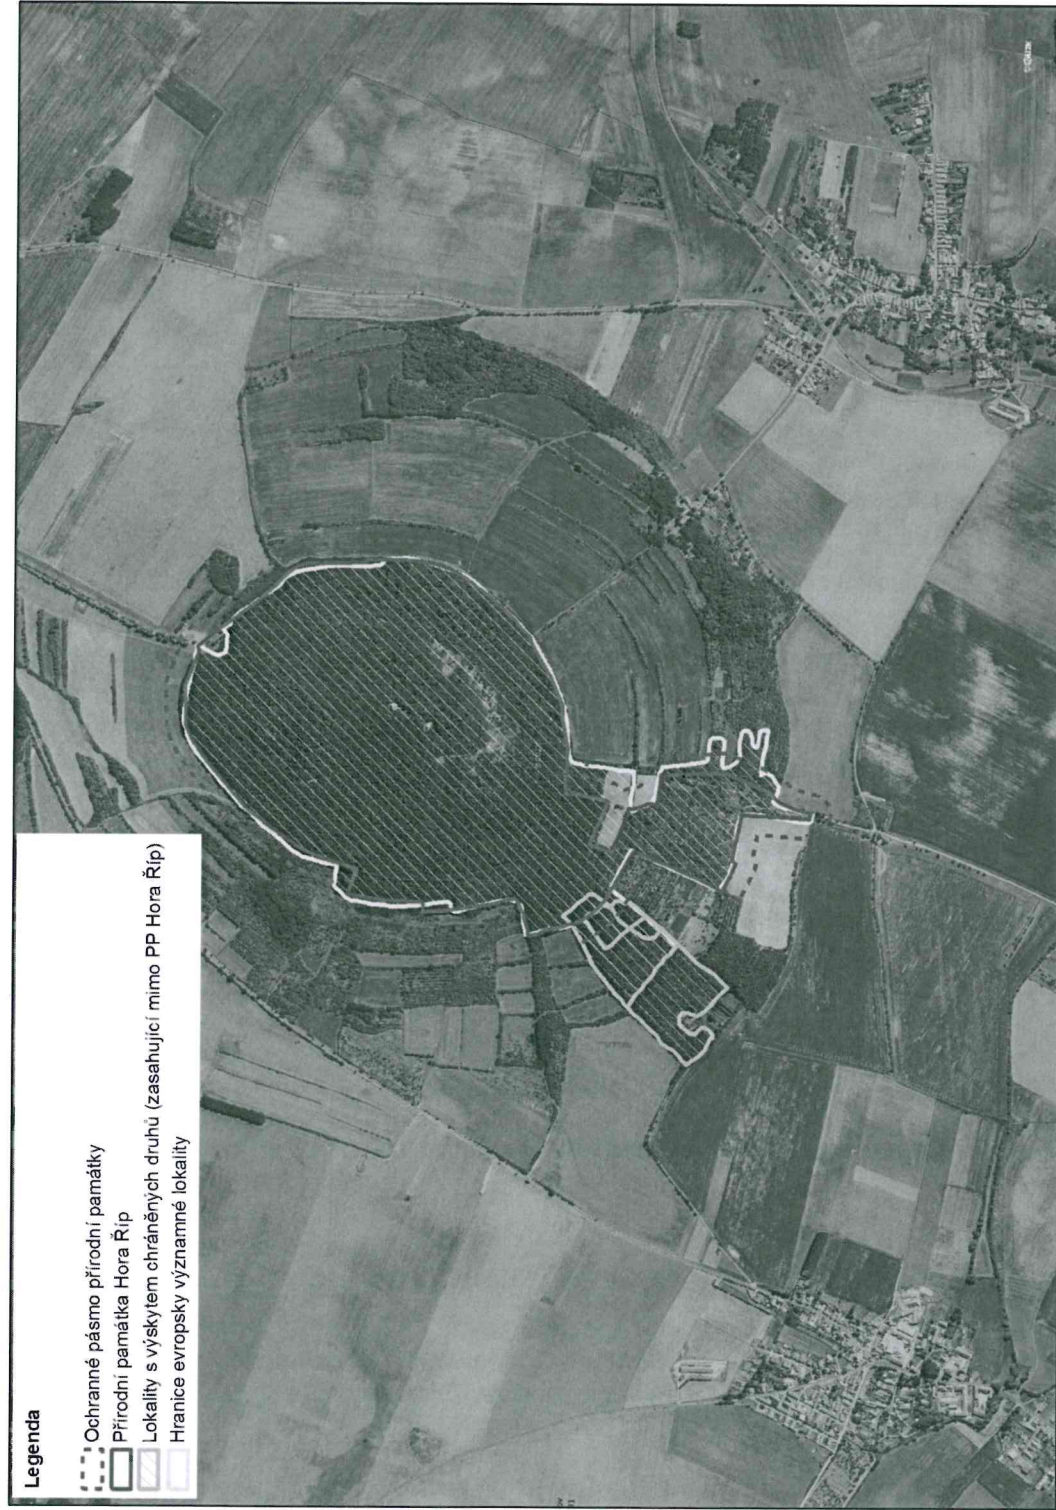 Legenda
Ochranné pásmo přírodní památky
Přírodní památka Hora Říp
Lokality s výskytem chráněných druhů (zasahující mimo PP Hora Říp)
Hranice evropsky významné lokality